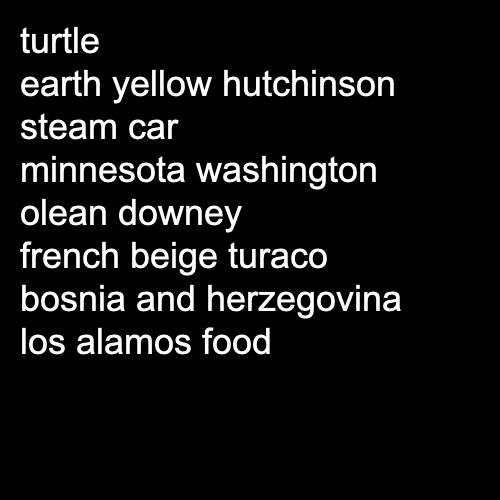 turtle
earth yellow hutchinson
steam car
minnesota washington
olean downey
french beige turaco
bosnia and herzegovina
los alamos food